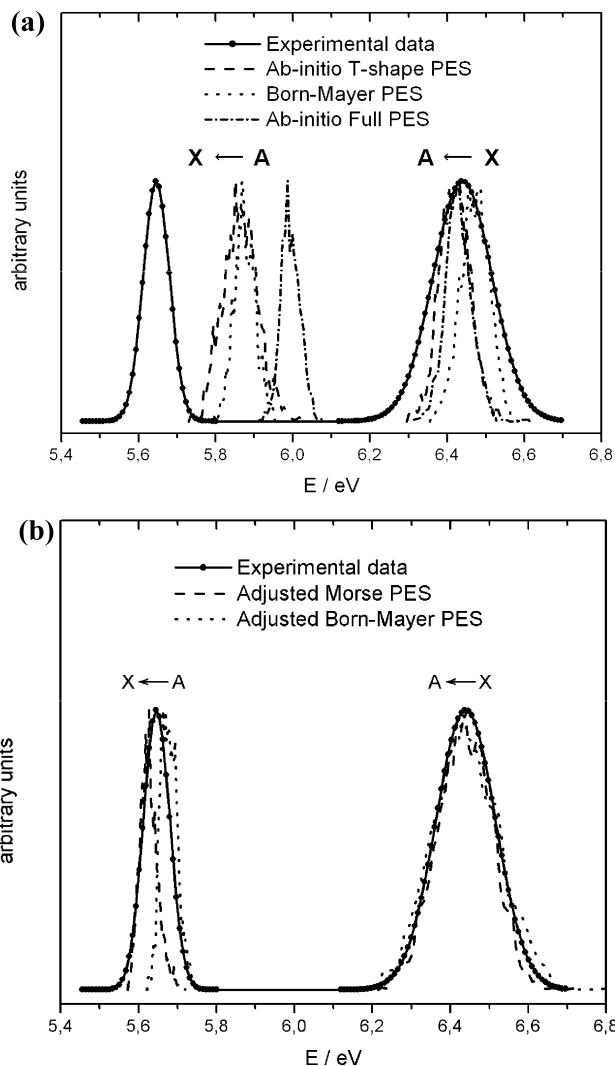 (a)
Experimental data
Ab-initio T-shape PES
Born-Mayer PES
Ab-initio Full PES
X ← A
A ← X
arbitrary units
5,4 5,6 5,8 6,0 6,2 6,4 6,6 6,8
E / eV
(b)
Experimental data
Adjusted Morse PES
Adjusted Born-Mayer PES
X ← A
A ← X
arbitrary units
5,4 5,6 5,8 6,0 6,2 6,4 6,6 6,8
E / eV